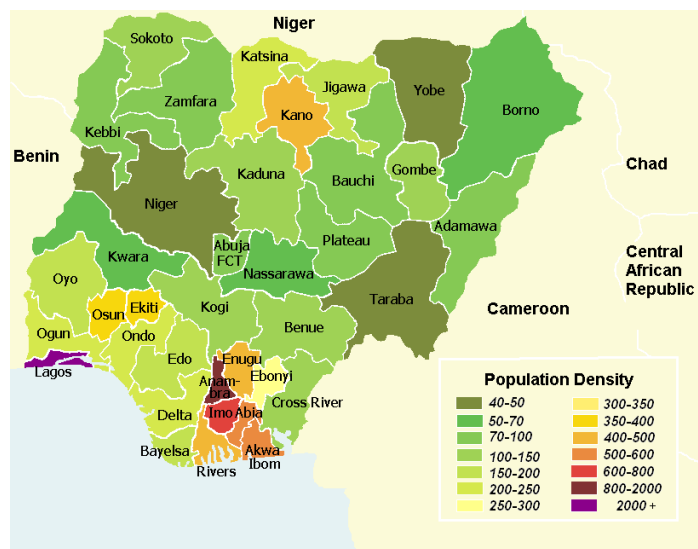 Niger
Sokoto
Katsina
Jigawa
Yobe
Zamfara
Kano
Borno
Kebbi
Benin
Chad
Kaduna
Gombe
Bauchi
Niger
Adamawa
Abuja
FCT
Plateau
Kwara
Nassarawa
Central
African
Republic
Oyo
Taraba
Osun
Ekiti
Kogi
Cameroon
Ogun
Ondo
Benue
Edo
Enugu
Lagos
Anam-
bra
Ebonyi
Cross River
Delta
Imo
Abia
Bayelsa
Rivers
Akwa
Ibom
Population Density
40-50
50-70
70-100
100-150
150-200
200-250
250-300
300-350
350-400
400-500
500-600
600-800
800-2000
2000 +